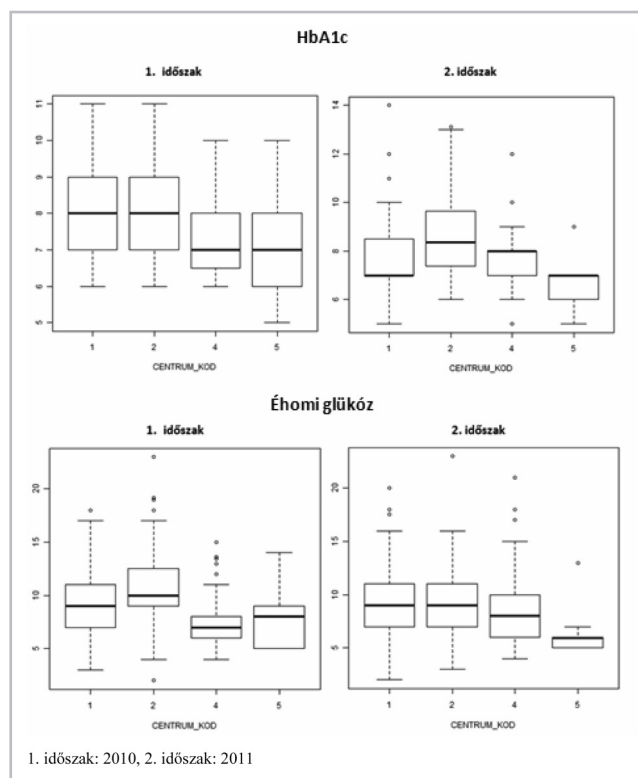 HbA1c
1. időszak
2. időszak
11
10
9
8
7
6
5
1 2 4 5
CENTRUM_KOD
14
12
10
8
6
1 2 4 5
CENTRUM_KOD
Éhomi glükóz
1. időszak
2. időszak
20
15
10
5
1 2 4 5
CENTRUM_KOD
20
15
10
5
1 2 4 5
CENTRUM_KOD
1. időszak: 2010, 2. időszak: 2011